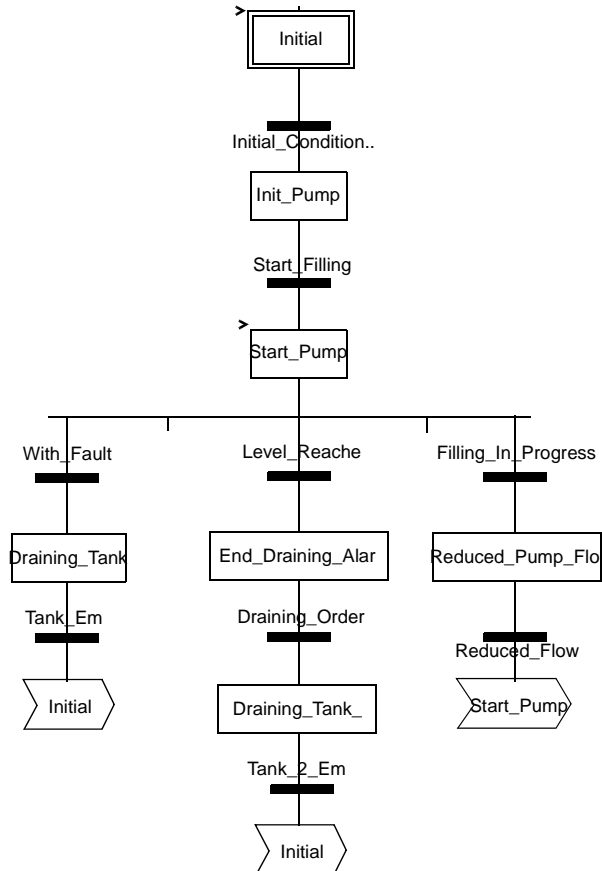 Initial
Initial_Condition..
Init_Pump
Start_Filling
Start_Pump
With_Fault
Level_Reache
Filling_In_Progress
Draining_Tank
End_Draining_Alar
Reduced_Pump_Flo
Tank_Em
Draining_Order
Reduced_Flow
Initial
Draining_Tank_
Start_Pump
Tank_2_Em
Initial